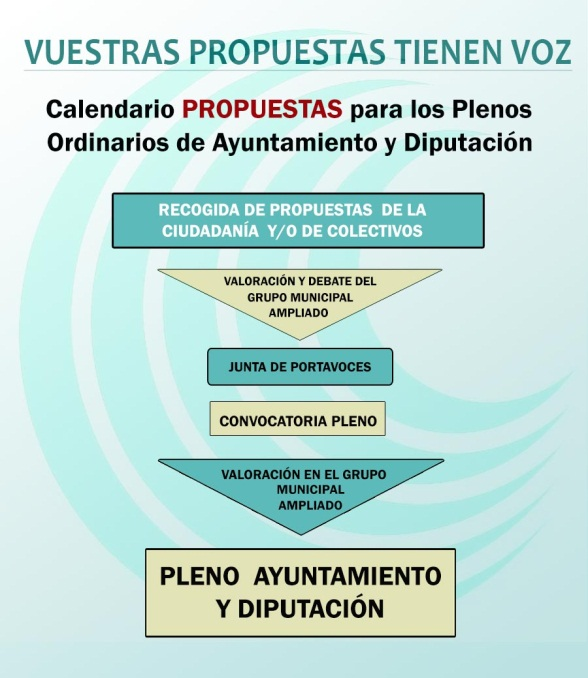 VUESTRAS PROPUESTAS TIENEN VOZ
Calendario PROPUESTAS para los Plenos
Ordinarios de Ayuntamiento y Diputación
RECOGIDA DE PROPUESTAS DE LA
CIUDADANÍA Y/O DE COLECTIVOS
VALORACIÓN Y DEBATE DEL
GRUPO MUNICIPAL
AMPLIADO
JUNTA DE PORTAVOCES
CONVOCATORIA PLENO
VALORACIÓN EN EL GRUPO
MUNICIPAL
AMPLIADO
PLENO AYUNTAMIENTO
Y DIPUTACIÓN